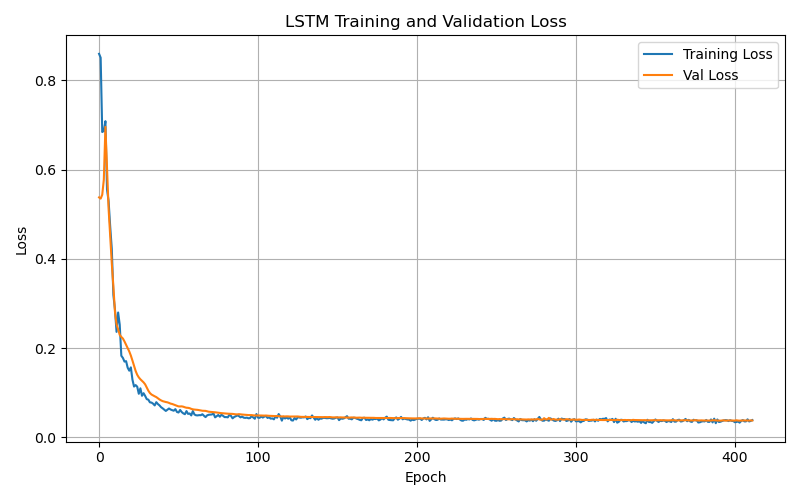 LSTM Training and Validation Loss
Training Loss
Val Loss
Loss
0.8
0.6
0.4
0.2
0.0
0 100 200 300 400
Epoch